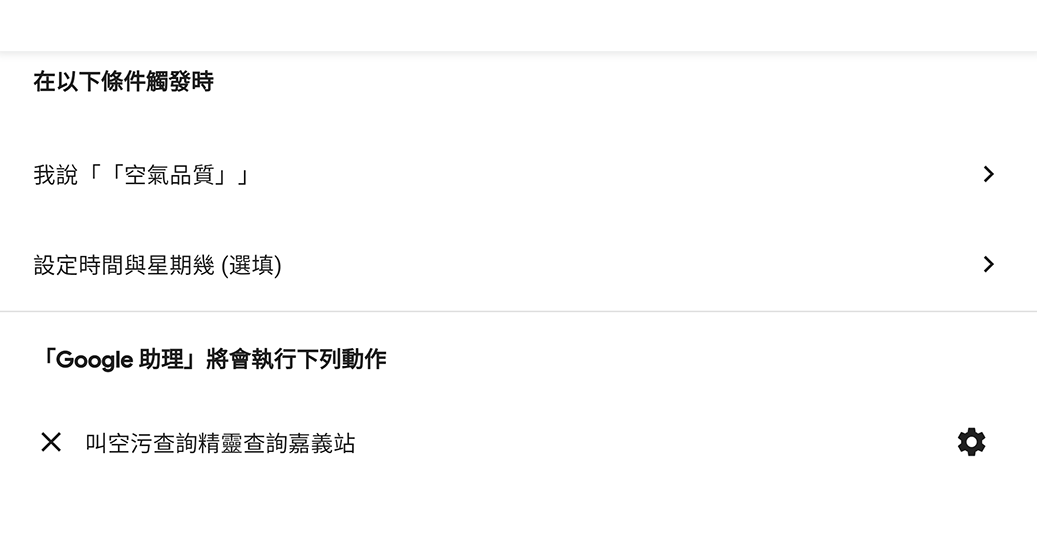 在以下條件觸發時
我說「「空氣品質」」
設定時間與星期幾 (選填)
「Google 助理」將會執行下列動作
叫空污查詢精靈查詢嘉義站